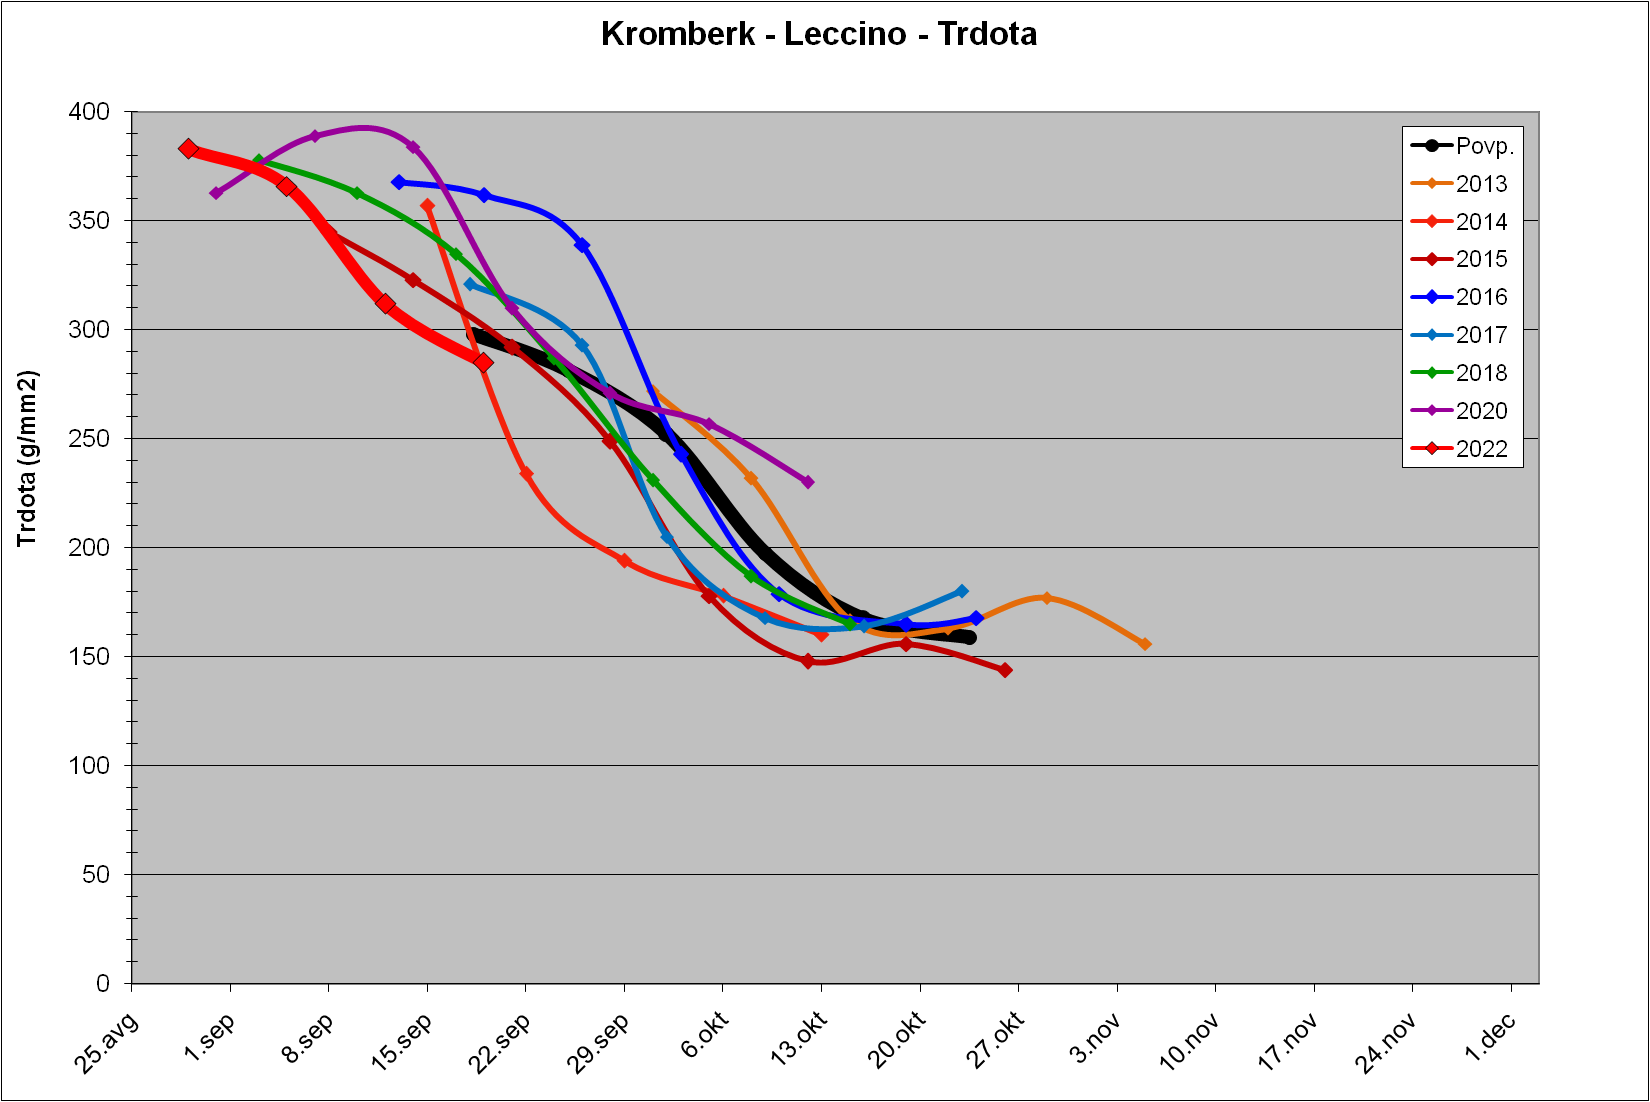 Kromberk - Leccino - Trdota
Trdota (g/mm2)
400
350
300
250
200
150
100
50
0
25.avg
1.sep
8.sep
15.sep
22.sep
29.sep
6.okt
13.okt
20.okt
27.okt
3.nov
10.nov
17.nov
24.nov
1.dec
Povp.
2013
2014
2015
2016
2017
2018
2020
2022